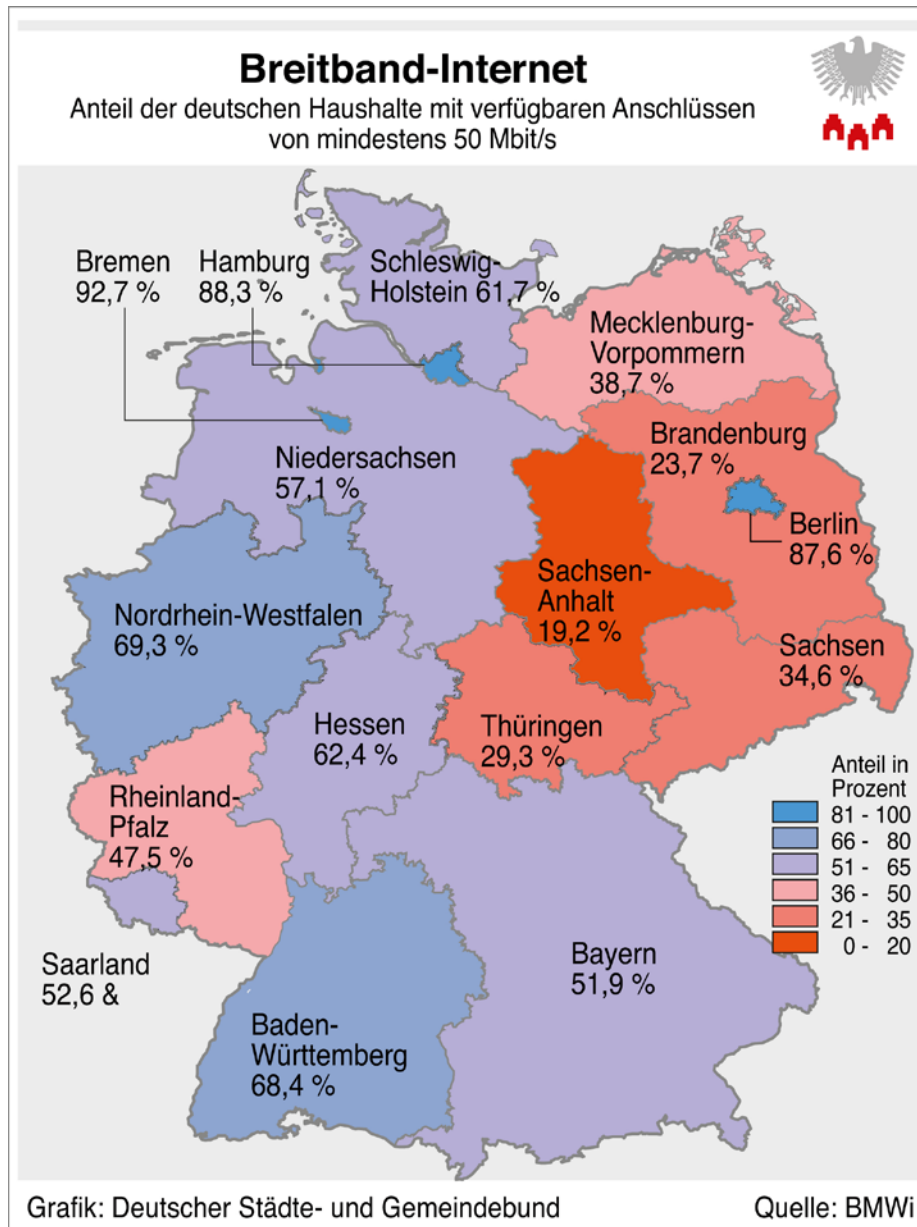 Breitband-Internet
Anteil der deutschen Haushalte mit verfügbaren Anschlüssen
von mindestens 50 Mbit/s
Bremen
92,7 %
Hamburg
88,3 %
Schleswig-
Holstein 61,7 %
Mecklenburg-
Vorpommern
38,7 %
Brandenburg
23,7 %
Niedersachsen
57,1 %
Berlin
87,6 %
Sachsen-
Anhalt
19,2 %
Nordrhein-Westfalen
69,3 %
Sachsen
34,6 %
Hessen
62,4 %
Thüringen
29,3 %
Rheinland-
Pfalz
47,5 %
Anteil in
Prozent
81 - 100
66 - 80
51 - 65
36 - 50
21 - 35
0 - 20
Saarland
52,6 &
Bayern
51,9 %
Baden-
Württemberg
68,4 %
Grafik: Deutscher Städte- und Gemeindebund
Quelle: BMWi